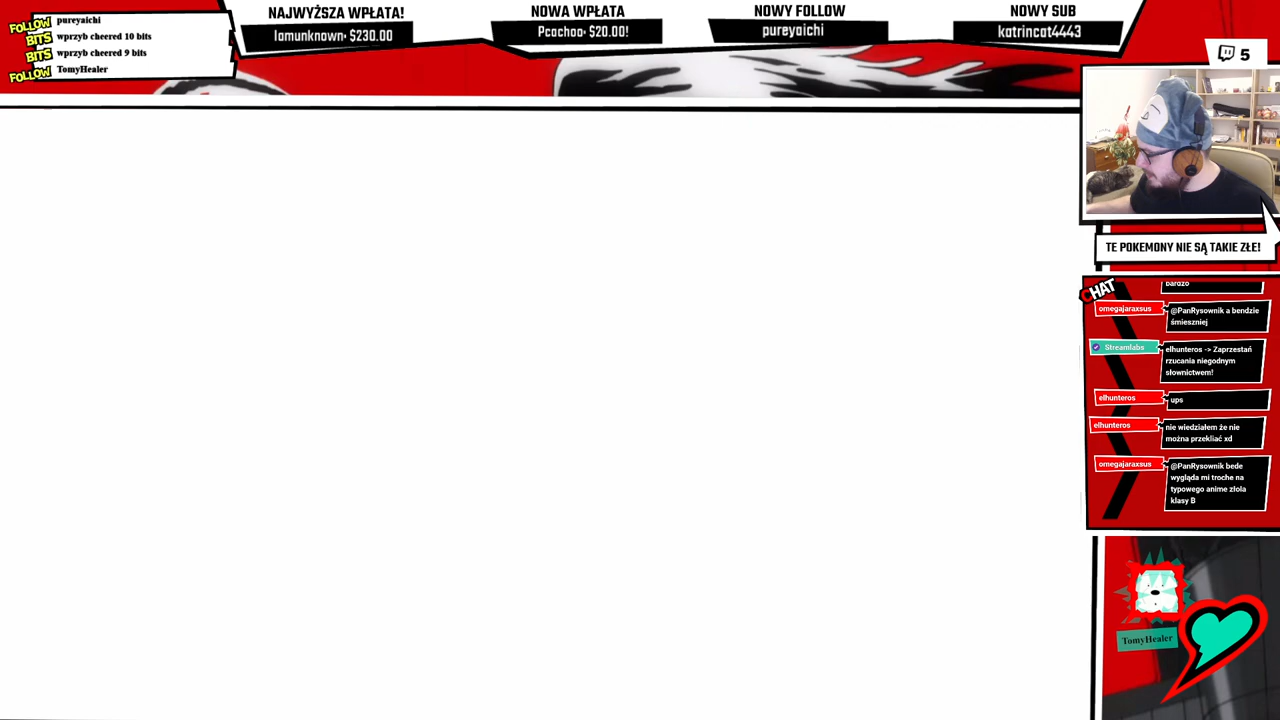 FOLLOW pureyaichi
BITS wprzyb cheered 10 bits
BITS wprzyb cheered 9 bits
FOLLOW TomyHealer
NAJWYŻSZA WPŁATA!
Iamunknown• $230.00
NOWA WPŁATA
Pcachao• $20.00!
NOWY FOLLOW
pureyaichi
NOWY SUB
katrincat4443
5
TE POKEMONY NIE SĄ TAKIE ZŁE!
CHAT
bardzo
omegajaraxsus
@PanRysownik a bendzie
śmieszniej
Streamlabs
elhunteros -> Zaprzestań
rzucania niegodnym
słownictwem!
elhunteros
ups
elhunteros
nie wiedziałem że nie
można przekliać xd
omegajaraxsus
@PanRysownik bede
wygląda mi troche na
typowego anime złola
klasy B
TomyHealer